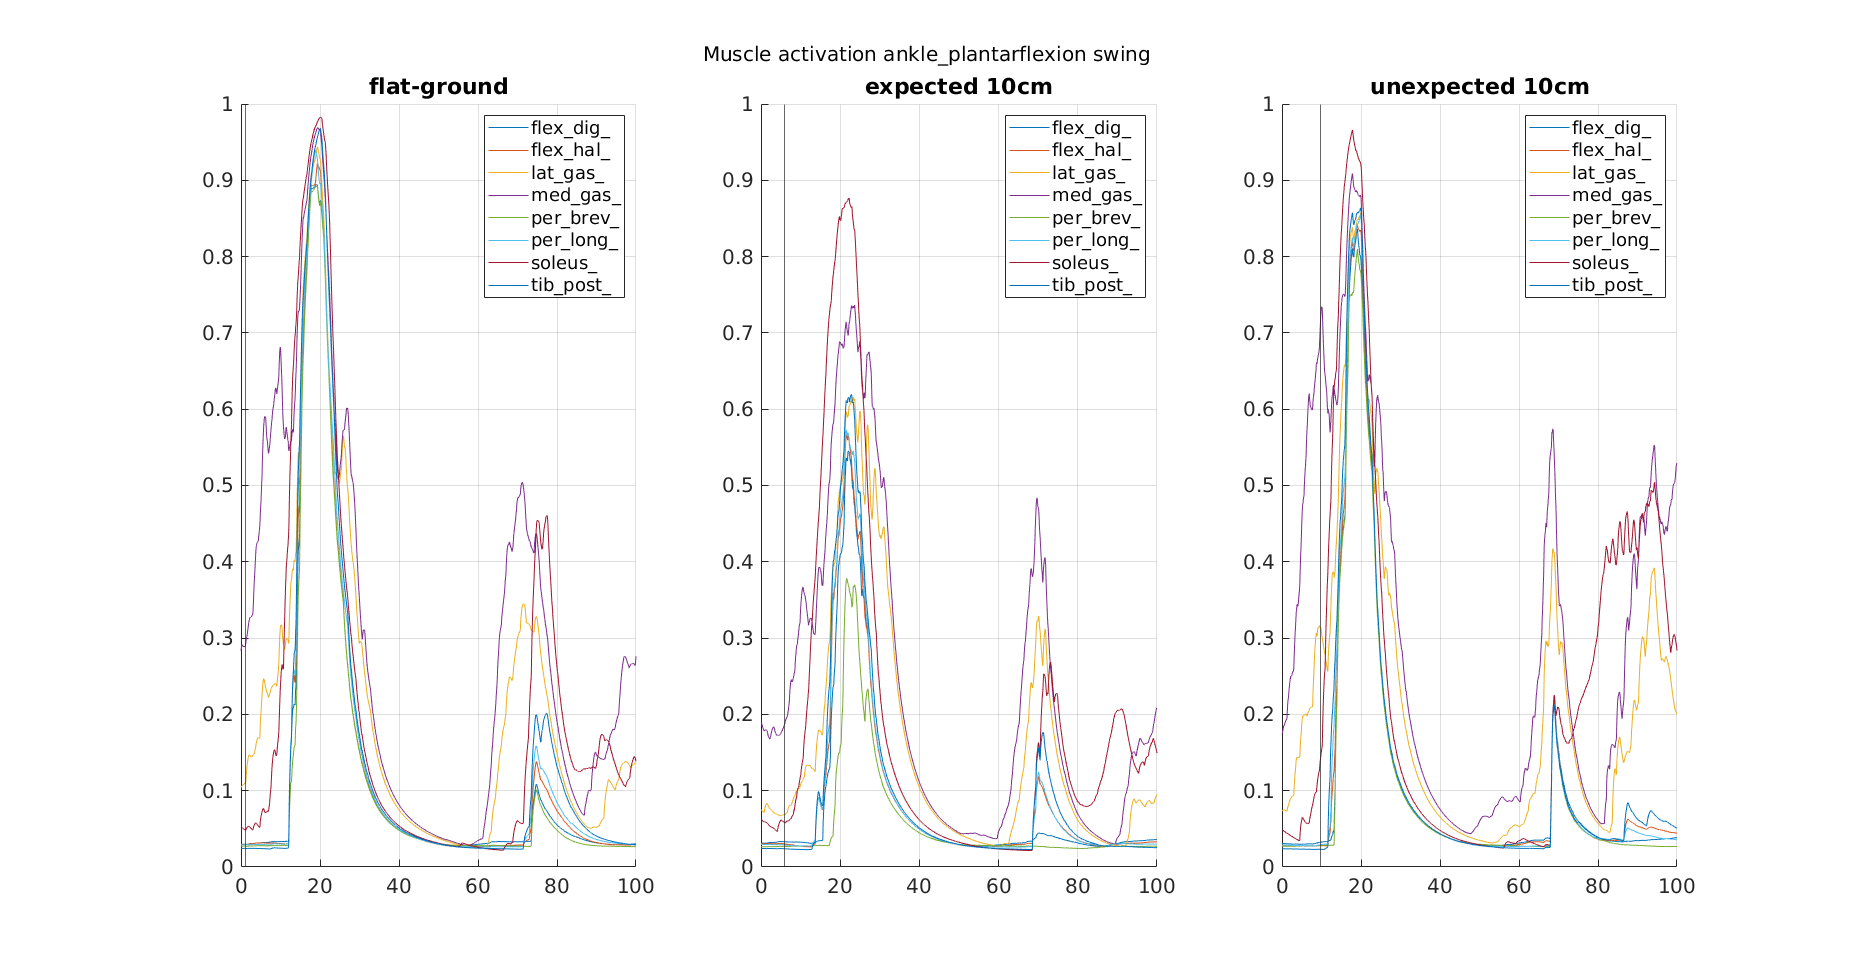 Muscle activation ankle_plantarflexion swing
flat-ground
expected 10cm
unexpected 10cm
1
0.9
0.8
0.7
0.6
0.5
0.4
0.3
0.2
0.1
0
0 20 40 60 80 100
flex_dig_
flex_hal_
lat_gas_
med_gas_
per_brev_
per_long_
soleus_
tib_post_
1
0.9
0.8
0.7
0.6
0.5
0.4
0.3
0.2
0.1
0
0 20 40 60 80 100
flex_dig_
flex_hal_
lat_gas_
med_gas_
per_brev_
per_long_
soleus_
tib_post_
1
0.9
0.8
0.7
0.6
0.5
0.4
0.3
0.2
0.1
0
0 20 40 60 80 100
flex_dig_
flex_hal_
lat_gas_
med_gas_
per_brev_
per_long_
soleus_
tib_post_